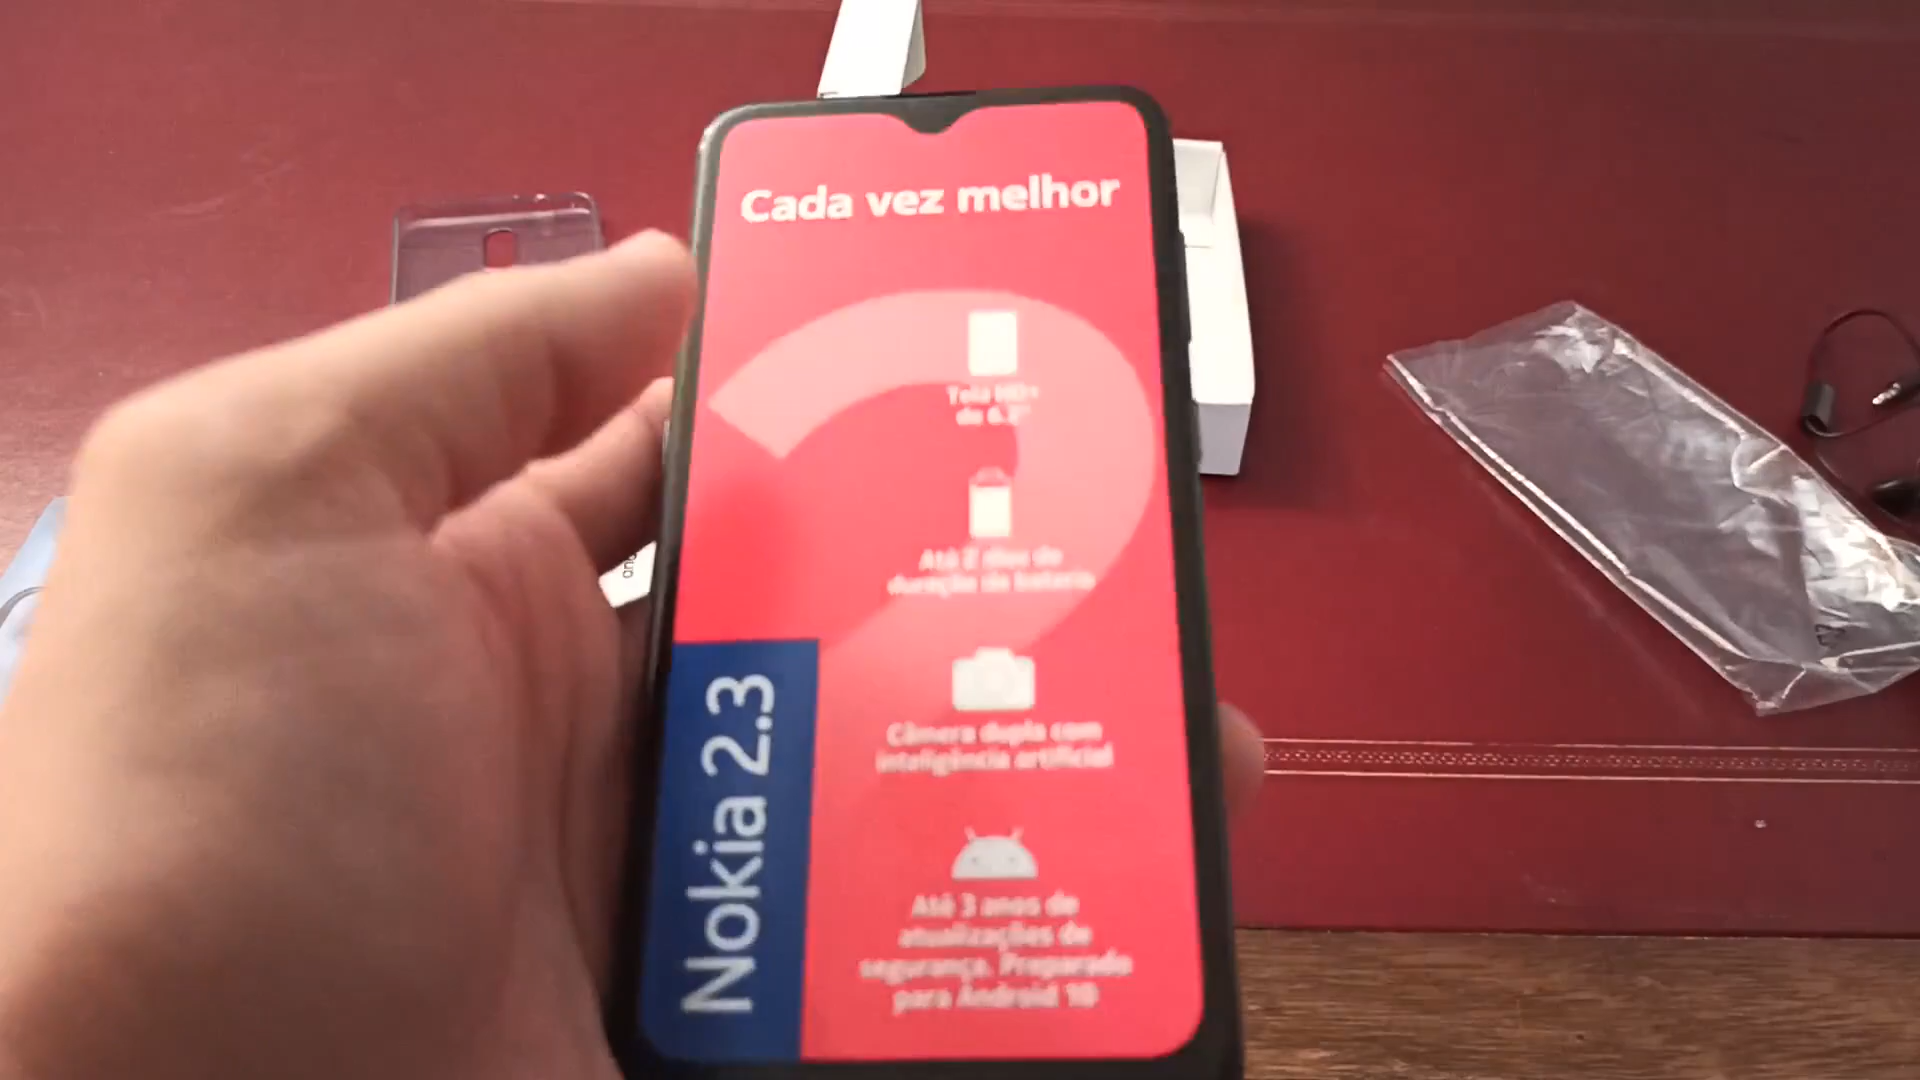 Cada vez melhor
Tela HD+
de 6.2"
Até 2 dias de
duração da bateria
Câmera dupla com
inteligência artificial
Até 3 anos de
atualizações de
segurança. Preparado
para Android 10
Nokia 2.3